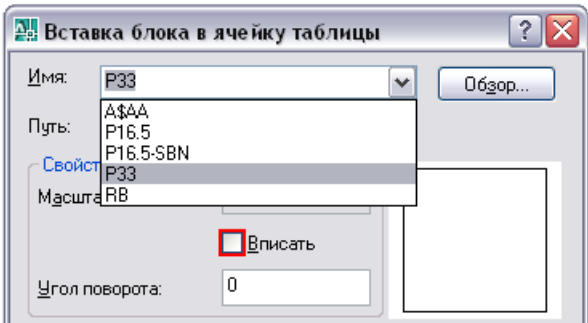 Вставка блока в ячейку таблицы
Имя: P33 Обзор...
Путь: A$AA
P16.5
P16.5-SBN
Свойст P33
Масшта RB
Вписать
Угол поворота: 0